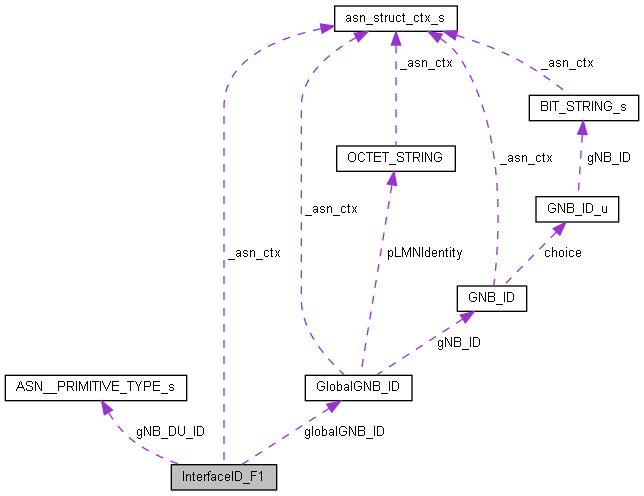 asn_struct_ctx_s
_asn_ctx
_asn_ctx
BIT_STRING_s
OCTET_STRING
_asn_ctx
gNB_ID
_asn_ctx
GNB_ID_u
_asn_ctx
pLMNIdentity
choice
GNB_ID
gNB_ID
ASN__PRIMITIVE_TYPE_s
GlobalGNB_ID
gNB_DU_ID
globalGNB_ID
InterfaceID_F1